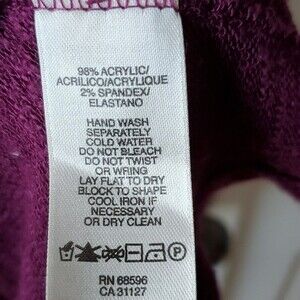 98% ACRYLIC/
ACRILICO/ACRYLIQUE
2% SPANDEX/
ELASTANO
HAND WASH
SEPARATELY
COLD WATER
DO NOT BLEACH
DO NOT TWIST
OR WRING
LAY FLAT TO DRY
BLOCK TO SHAPE
COOL IRON IF
NECESSARY
OR DRY CLEAN
P
RN 68596
CA 31127